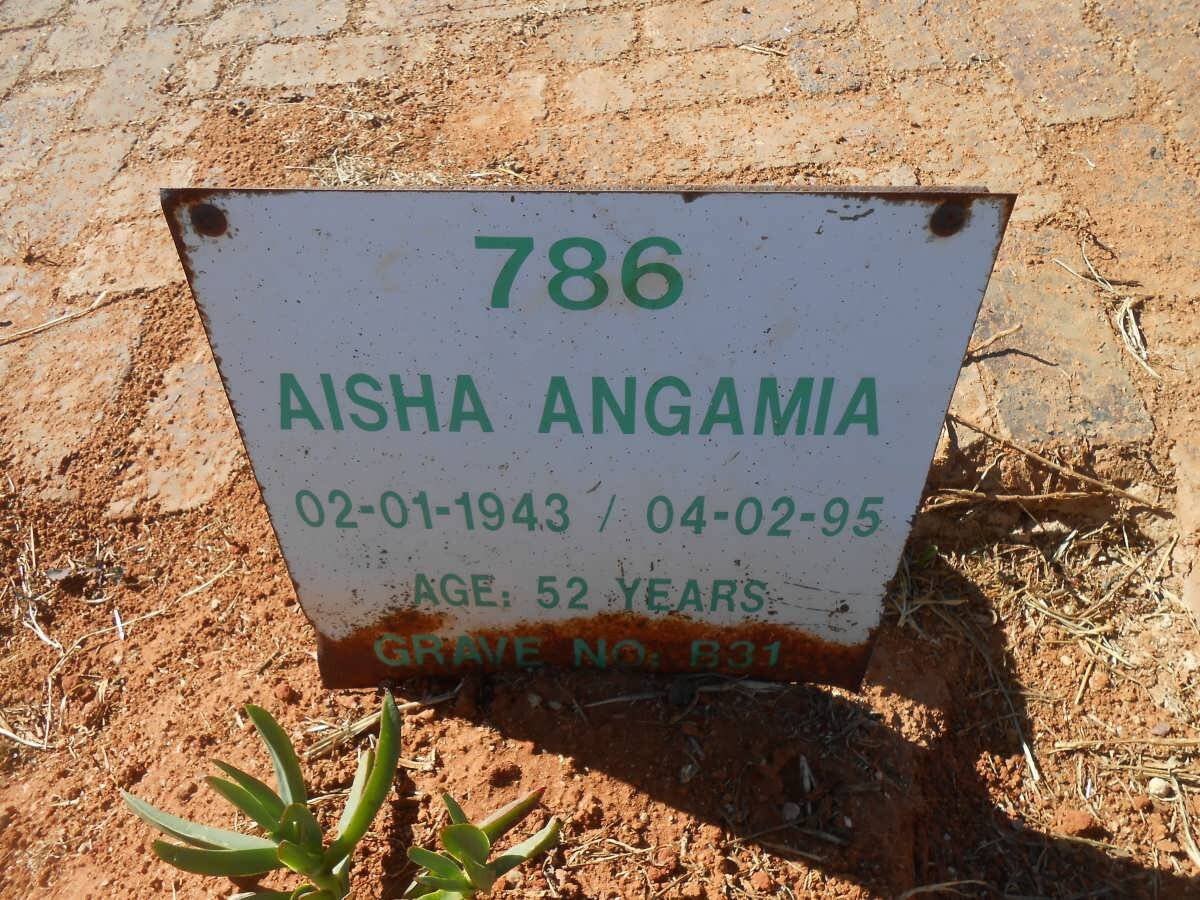 786
AISHA ANGAMIA
02-01-1943 / 04-02-95
AGE: 52 YEARS
GRAVE NO: B31